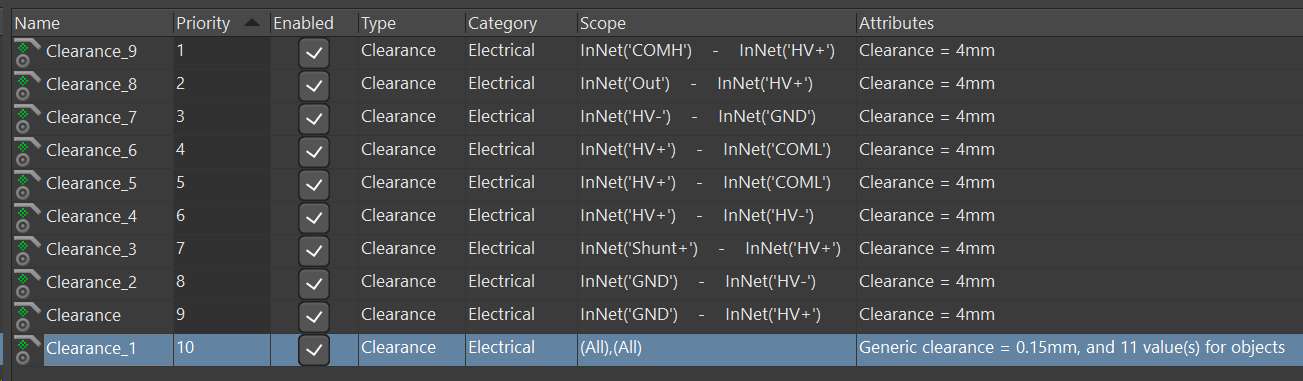 Name Priority Enabled Type Category Scope Attributes
Clearance_9 1 Clearance Electrical InNet('COMH') - InNet('HV+') Clearance = 4mm
Clearance_8 2 Clearance Electrical InNet('Out') - InNet('HV+') Clearance = 4mm
Clearance_7 3 Clearance Electrical InNet('HV-') - InNet('GND') Clearance = 4mm
Clearance_6 4 Clearance Electrical InNet('HV+') - InNet('COML') Clearance = 4mm
Clearance_5 5 Clearance Electrical InNet('HV+') - InNet('COML') Clearance = 4mm
Clearance_4 6 Clearance Electrical InNet('HV+') - InNet('HV-') Clearance = 4mm
Clearance_3 7 Clearance Electrical InNet('Shunt+') - InNet('HV+') Clearance = 4mm
Clearance_2 8 Clearance Electrical InNet('GND') - InNet('HV-') Clearance = 4mm
Clearance 9 Clearance Electrical InNet('GND') - InNet('HV+') Clearance = 4mm
Clearance_1 10 Clearance Electrical (All),(All) Generic clearance = 0.15mm, and 11 value(s) for objects